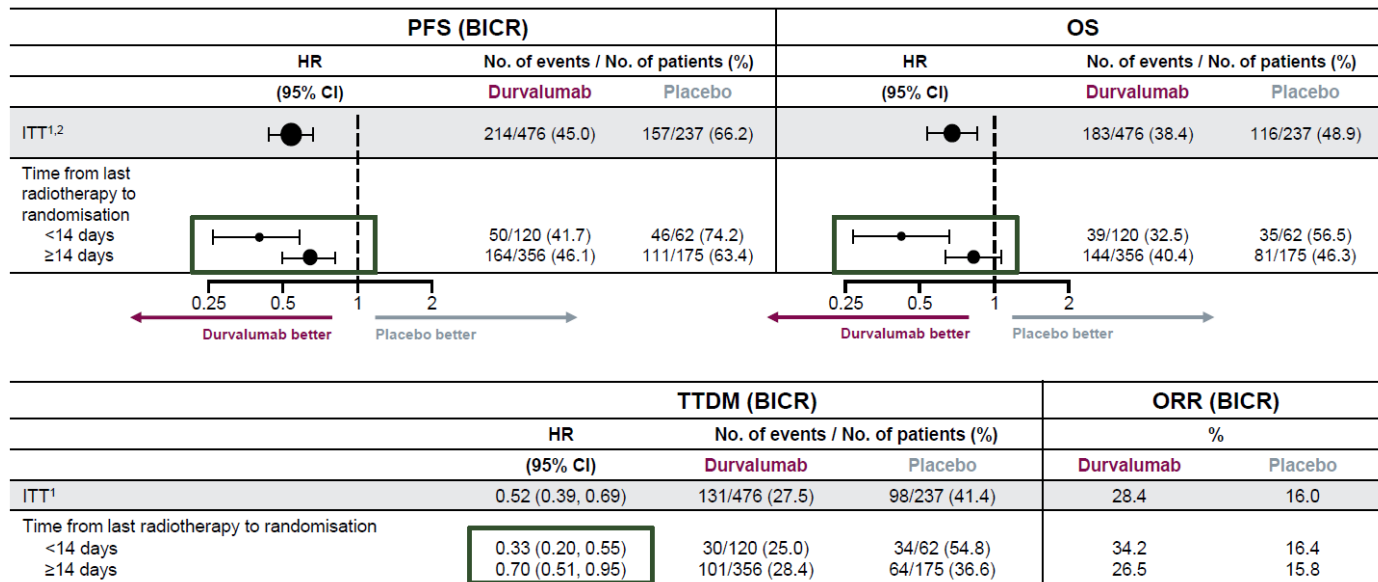 PFS (BICR) OS
HR No. of events / No. of patients (%) HR No. of events / No. of patients (%)
(95% CI) Durvalumab Placebo (95% CI) Durvalumab Placebo
ITT1,2 214/476 (45.0) 157/237 (66.2) 183/476 (38.4) 116/237 (48.9)
Time from last
radiotherapy to
randomisation
<14 days 50/120 (41.7) 46/62 (74.2) 39/120 (32.5) 35/62 (56.5)
≥14 days 164/356 (46.1) 111/175 (63.4) 144/356 (40.4) 81/175 (46.3)
0.25 0.5 1 2 0.25 0.5 1 2
Durvalumab better Placebo better Durvalumab better Placebo better
TTDM (BICR) ORR (BICR)
HR No. of events / No. of patients (%) %
(95% CI) Durvalumab Placebo Durvalumab Placebo
ITT1 0.52 (0.39, 0.69) 131/476 (27.5) 98/237 (41.4) 28.4 16.0
Time from last radiotherapy to randomisation
<14 days 0.33 (0.20, 0.55) 30/120 (25.0) 34/62 (54.8) 34.2 16.4
≥14 days 0.70 (0.51, 0.95) 101/356 (28.4) 64/175 (36.6) 26.5 15.8